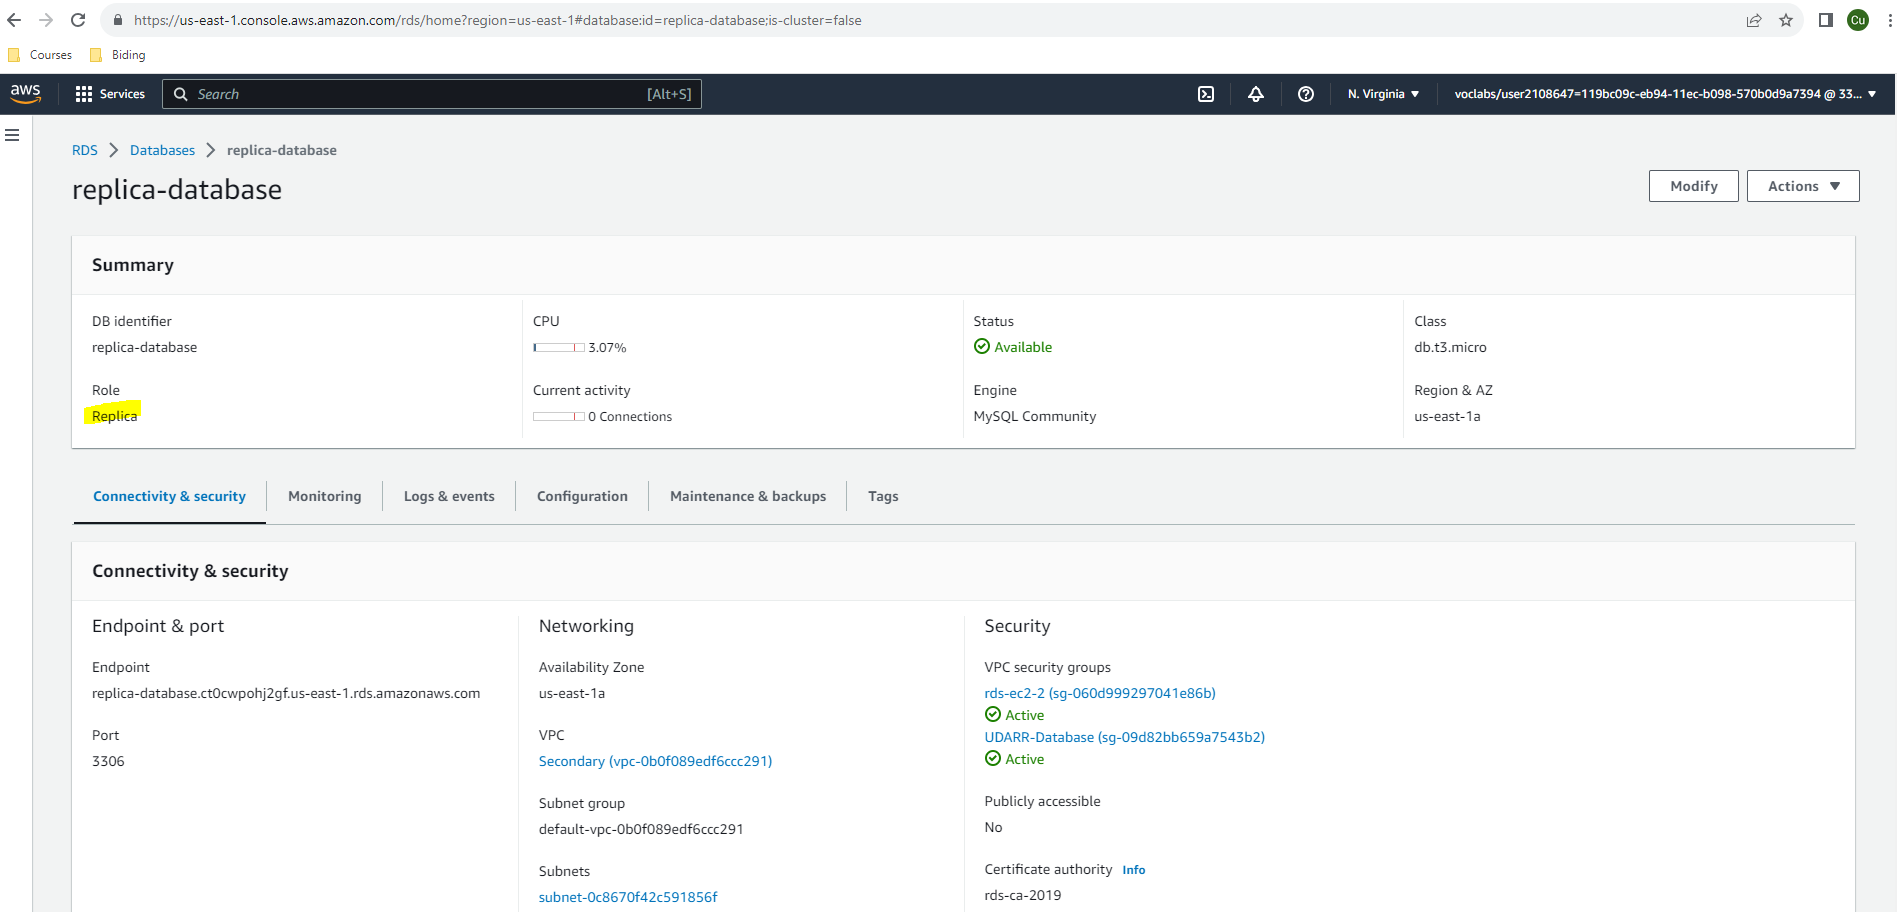 https://us-east-1.console.aws.amazon.com/rds/home?region=us-east-1#database:id=replica-database;is-cluster=false
Cu
Courses Biding
aws Services Search [Alt+S] N. Virginia ▼ voclabs/user2108647=119bc09c-eb94-11ec-b098-570b0d9a7394 @ 33... ▼
RDS > Databases > replica-database
replica-database
Modify Actions ▼
Summary
DB identifier CPU Status Class
replica-database 3.07% Available db.t3.micro
Role Current activity Engine Region & AZ
Replica 0 Connections MySQL Community us-east-1a
Connectivity & security Monitoring Logs & events Configuration Maintenance & backups Tags
Connectivity & security
Endpoint & port Networking Security
Endpoint Availability Zone VPC security groups
replica-database.ct0cwpohj2gf.us-east-1.rds.amazonaws.com us-east-1a rds-ec2-2 (sg-060d999297041e86b)
Active
Port VPC UDARR-Database (sg-09d82bb659a7543b2)
3306 Secondary (vpc-0b0f089edf6ccc291) Active
Subnet group Publicly accessible
default-vpc-0b0f089edf6ccc291 No
Subnets Certificate authority Info
subnet-0c8670f42c591856f rds-ca-2019